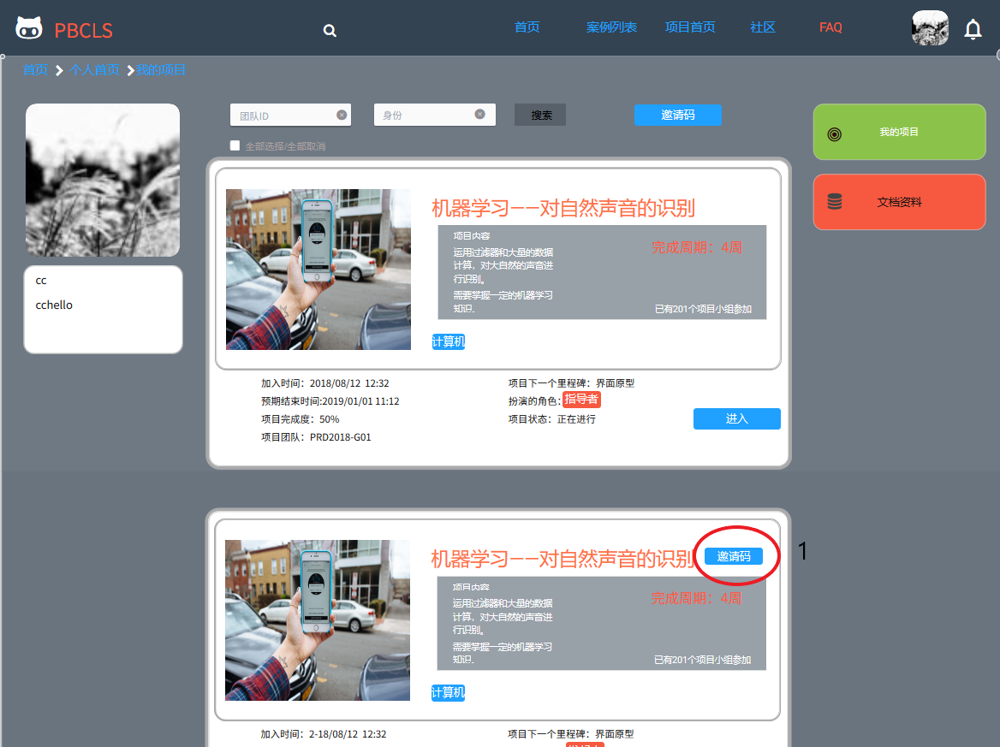 PBCLS
首页 案例列表 项目首页 社区 FAQ
首页 个人首页 我的项目
团队ID 身份 搜索 邀请码
全部选择/全部取消
我的项目
文档资料
cc
cchello
机器学习——对自然声音的识别
项目内容
运用过滤器和大量的数据
计算，对大自然的声音进
行识别。
需要掌握一定的机器学习
知识。
完成周期：4周
已有201个项目小组参加
计算机
加入时间：2018/08/12 12:32
预期结束时间:2019/01/01 11:12
项目完成度：50%
项目团队：PRD2018-G01
项目下一个里程碑：界面原型
扮演的角色：指导者
项目状态：正在进行
进入
机器学习——对自然声音的识别
邀请码
1
项目内容
运用过滤器和大量的数据
计算，对大自然的声音进
行识别。
需要掌握一定的机器学习
知识。
完成周期：4周
已有201个项目小组参加
计算机
加入时间：2-18/08/12 12:32
项目下一个里程碑：界面原型